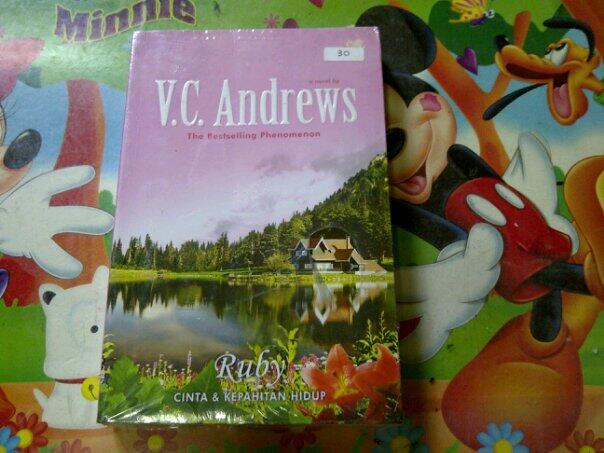 Minnie
30
a novel by
V.C. Andrews
The Bestselling Phenomenon
Ruby
CINTA & KEPAHITAN HIDUP